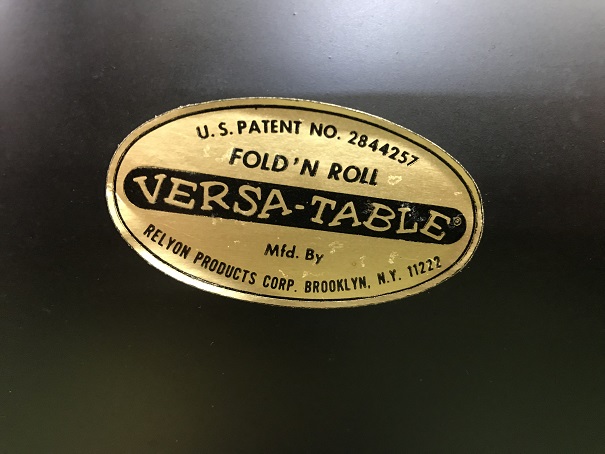 U.S. PATENT NO. 2844257
FOLD'N ROLL
VERSA-TABLE®
Mfd. By
RELYON PRODUCTS CORP. BROOKLYN, N.Y. 11222